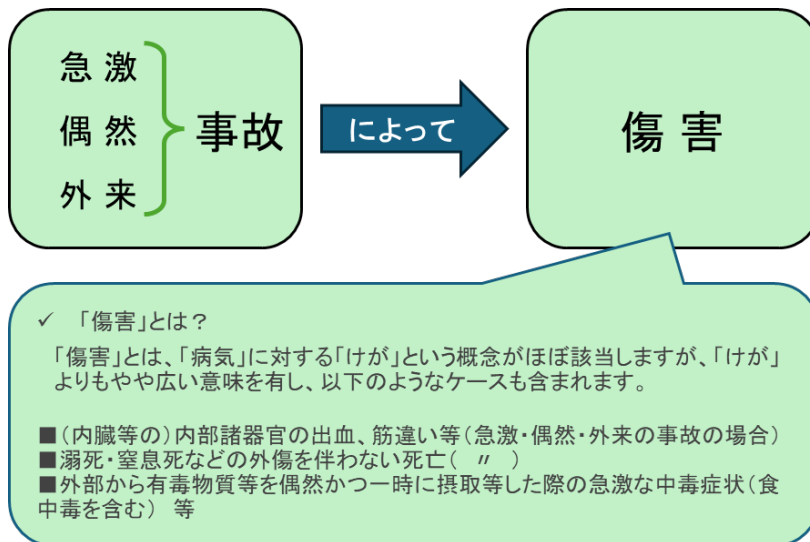 急 激
偶 然
外 来
事故
によって
傷 害
✓ 「傷害」とは？
「傷害」とは、「病気」に対する「けが」という概念がほぼ該当しますが、「けが」
よりもやや広い意味を有し、以下のようなケースも含まれます。
■(内臓等の)内部諸器官の出血、筋違い等(急激・偶然・外来の事故の場合)
■溺死・窒息死などの外傷を伴わない死亡( 〃 )
■外部から有毒物質等を偶然かつ一時に摂取等した際の急激な中毒症状(食
中毒を含む) 等